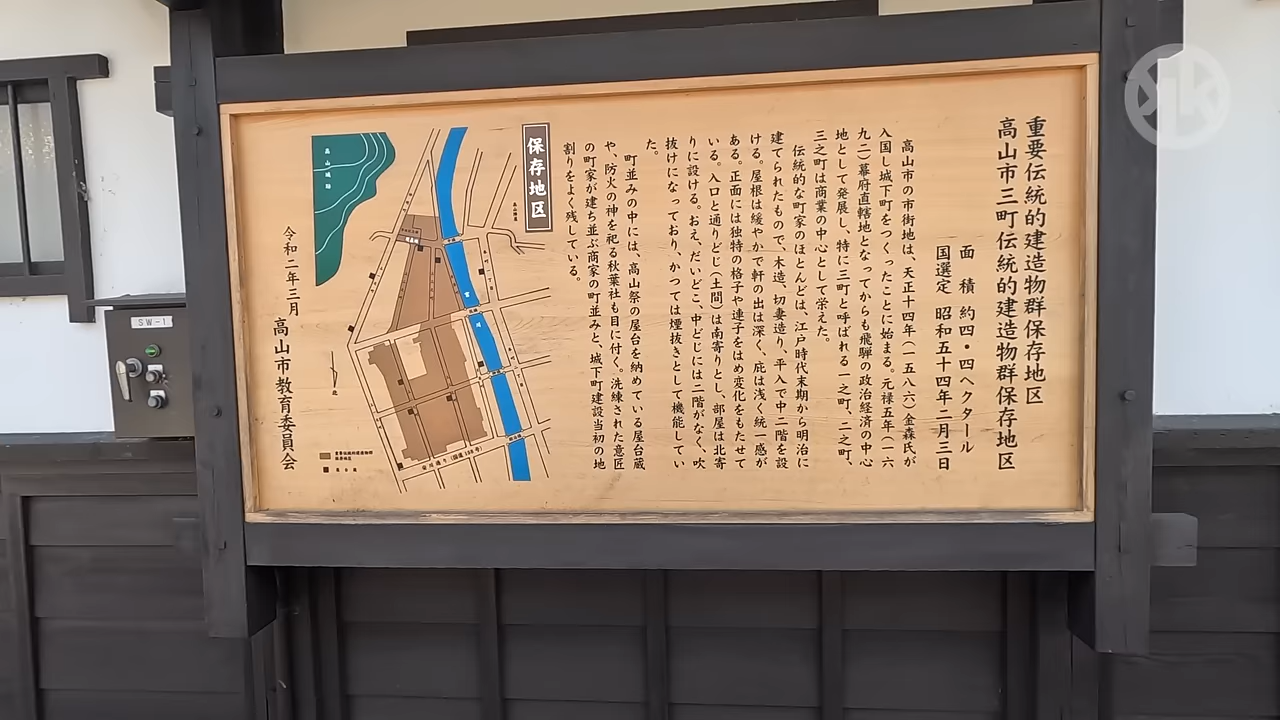 重要伝統的建造物群保存地区
高山市三町伝統的建造物群保存地区
面　積　約四・四ヘクタール
国選定　昭和五十四年二月三日
高山市の市街地は、天正十四年（一五八六）金森氏が
入国し城下町をつくったことに始まる。元禄五年（一六
九二）幕府直轄地となってからも飛騨の政治経済の中心
地として発展し、特に三町と呼ばれる一之町、二之町、
三之町は商業の中心として栄えた。
伝統的な町家のほとんどは、江戸時代末期から明治に
建てられたもので、木造、切妻造り、平入で中二階を設
ける。屋根は緩やかで軒の出は深く、庇は浅く統一感が
ある。正面には独特の格子や連子をはめ変化をもたせて
いる。入口と通りどじ（土間）は南寄りとし、部屋は北寄
りに設ける。おえ、だいどこ、中どじには二階がなく、吹
抜けになっており、かつては煙抜きとして機能してい
た。
町並みの中には、高山祭の屋台を納めている屋台蔵
や、防火の神を祀る秋葉社も目に付く。洗練された意匠
の町家が建ち並ぶ商家の町並みと、城下町建設当初の地
割りをよく残している。
保存地区
高山城跡
宮川
安川通り（国道158号）
北
屋台蔵
令和二年三月
高山市教育委員会
SW-1